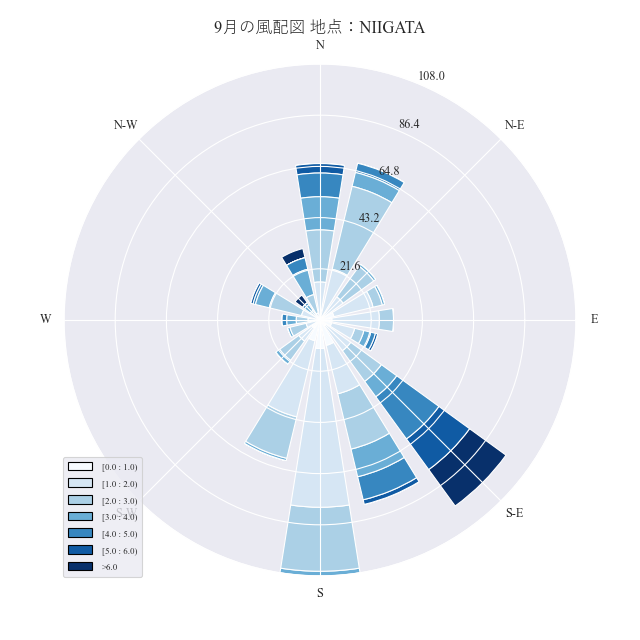 9月の風配図 地点：NIIGATA
N
108.0
N-W
86.4
N-E
64.8
43.2
21.6
W
E
[0.0 : 1.0)
[1.0 : 2.0)
[2.0 : 3.0)
[3.0 : 4.0)
S-W
S-E
[4.0 : 5.0)
[5.0 : 6.0)
>6.0
S